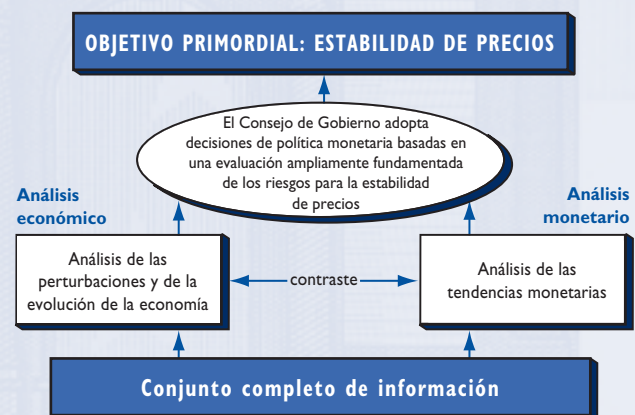 OBJETIVO PRIMORDIAL: ESTABILIDAD DE PRECIOS
El Consejo de Gobierno adopta
decisiones de política monetaria basadas en
una evaluación ampliamente fundamentada
de los riesgos para la estabilidad
de precios
Análisis
económico
Análisis
monetario
Análisis de las
perturbaciones y de la
evolución de la economía
contraste
Análisis de las
tendencias monetarias
Conjunto completo de información